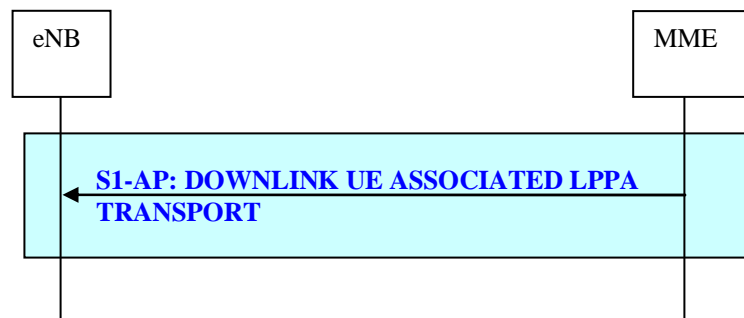 eNB
MME
S1-AP: DOWNLINK UE ASSOCIATED LPPA
TRANSPORT